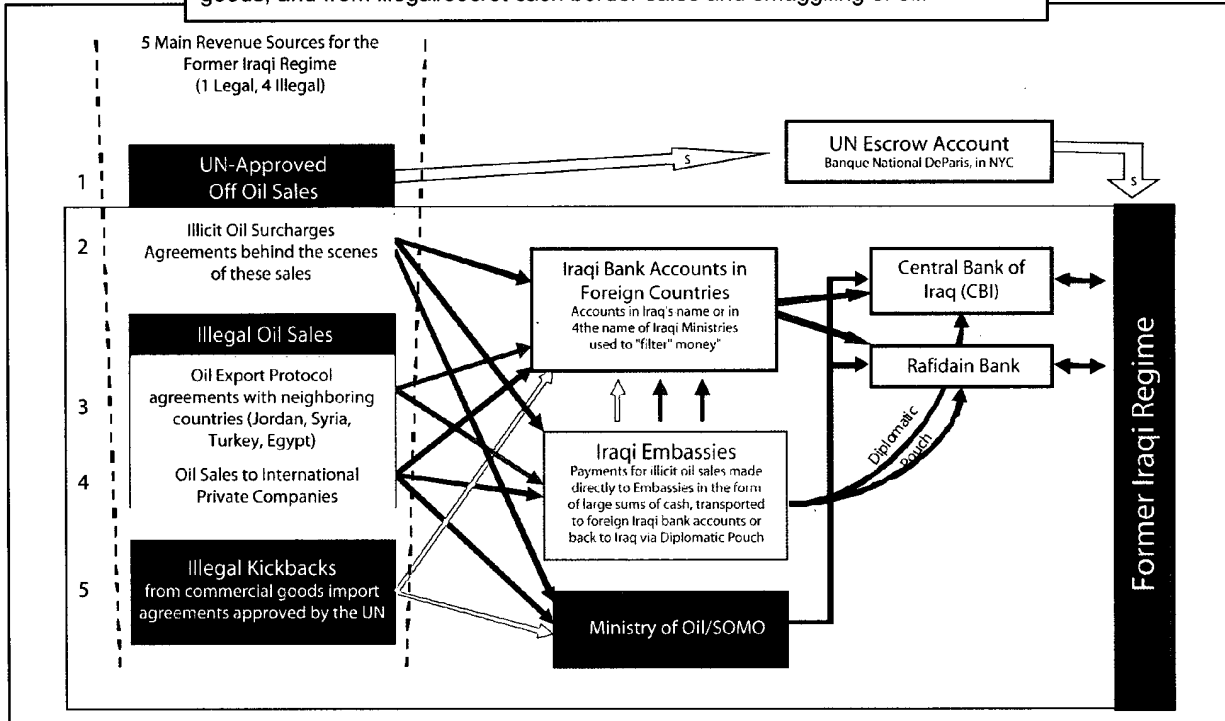 goods, and from illegal/secret cash border sales and smuggling of oil
5 Main Revenue Sources for the
Former Iraqi Regime
(1 Legal, 4 Illegal)
1
UN-Approved
Off Oil Sales
$
UN Escrow Account
Banque National DeParis, in NYC
$
2
Illicit Oil Surcharges
Agreements behind the scenes
of these sales
Illegal Oil Sales
3
Oil Export Protocol
agreements with neighboring
countries (Jordan, Syria,
Turkey, Egypt)
4
Oil Sales to International
Private Companies
5
Illegal Kickbacks
from commercial goods import
agreements approved by the UN
Iraqi Bank Accounts in
Foreign Countries
Accounts in Iraq's name or in
4the name of Iraqi Ministries
used to "filter" money"
Iraqi Embassies
Payments for illicit oil sales made
directly to Embassies in the form
of large sums of cash, transported
to foreign Iraqi bank accounts or
back to Iraq via Diplomatic Pouch
Ministry of Oil/SOMO
Central Bank of
Iraq (CBI)
Rafidain Bank
Diplomatic
Pouch
Former Iraqi Regime